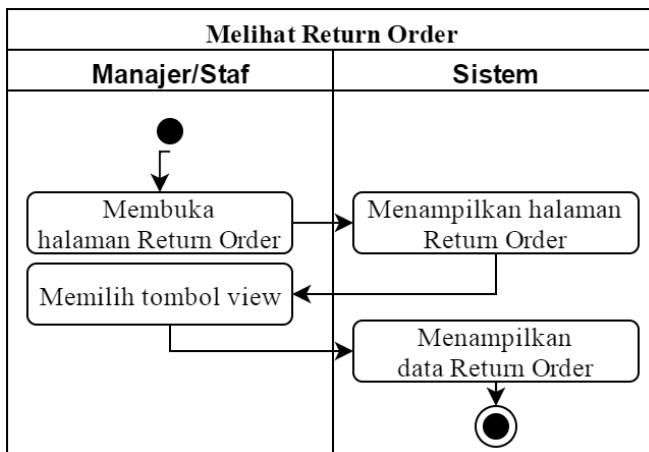 Melihat Return Order
Manajer/Staf
Sistem
Membuka
halaman Return Order
Menampilkan halaman
Return Order
Memilih tombol view
Menampilkan
data Return Order